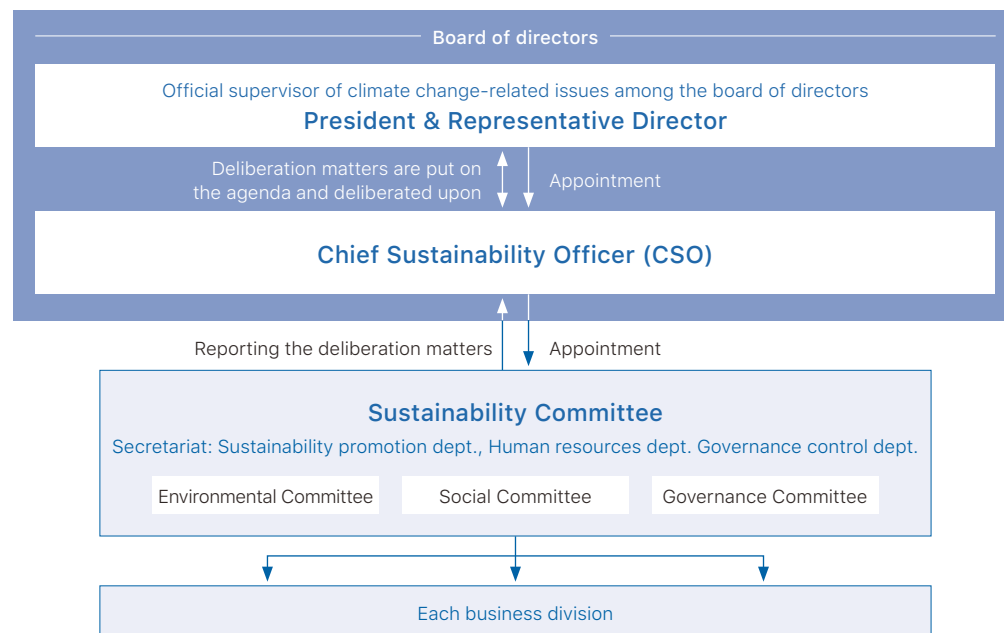 Board of directors
Official supervisor of climate change-related issues among the board of directors
President & Representative Director
Deliberation matters are put on
the agenda and deliberated upon
Appointment
Chief Sustainability Officer (CSO)
Reporting the deliberation matters
Appointment
Sustainability Committee
Secretariat: Sustainability promotion dept., Human resources dept. Governance control dept.
Environmental Committee
Social Committee
Governance Committee
Each business division